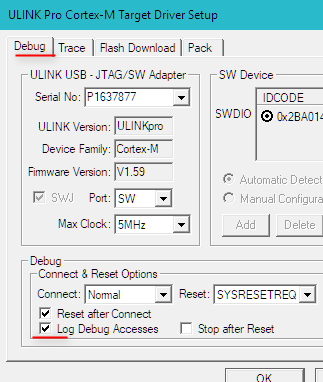 ULINK Pro Cortex-M Target Driver Setup
Debug Trace Flash Download Pack
ULINK USB - JTAG/SW Adapter
Serial No: P1637877
ULINK Version: ULINKpro
Device Family: Cortex-M
Firmware Version: V1.59
SWJ Port: SW
Max Clock: 5MHz
SW Device
IDCODE
SWDIO 0x2BA014
Automatic Detect
Manual Configura
Add Delete
Debug
Connect & Reset Options
Connect: Normal Reset: SYSRESETREQ
Reset after Connect
Log Debug Accesses Stop after Reset
OK